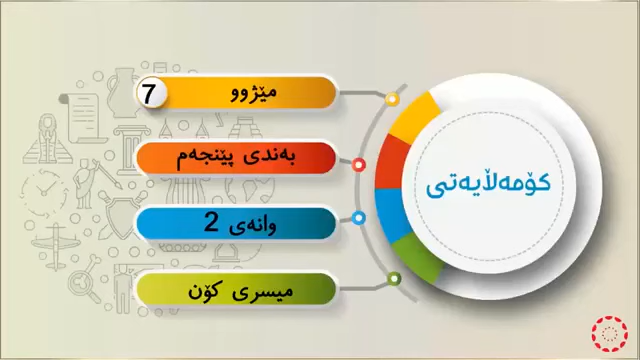 مێژوو 7
بەندی پێنجەم
وانەی 2
میسری کۆن
کۆمەڵایەتی